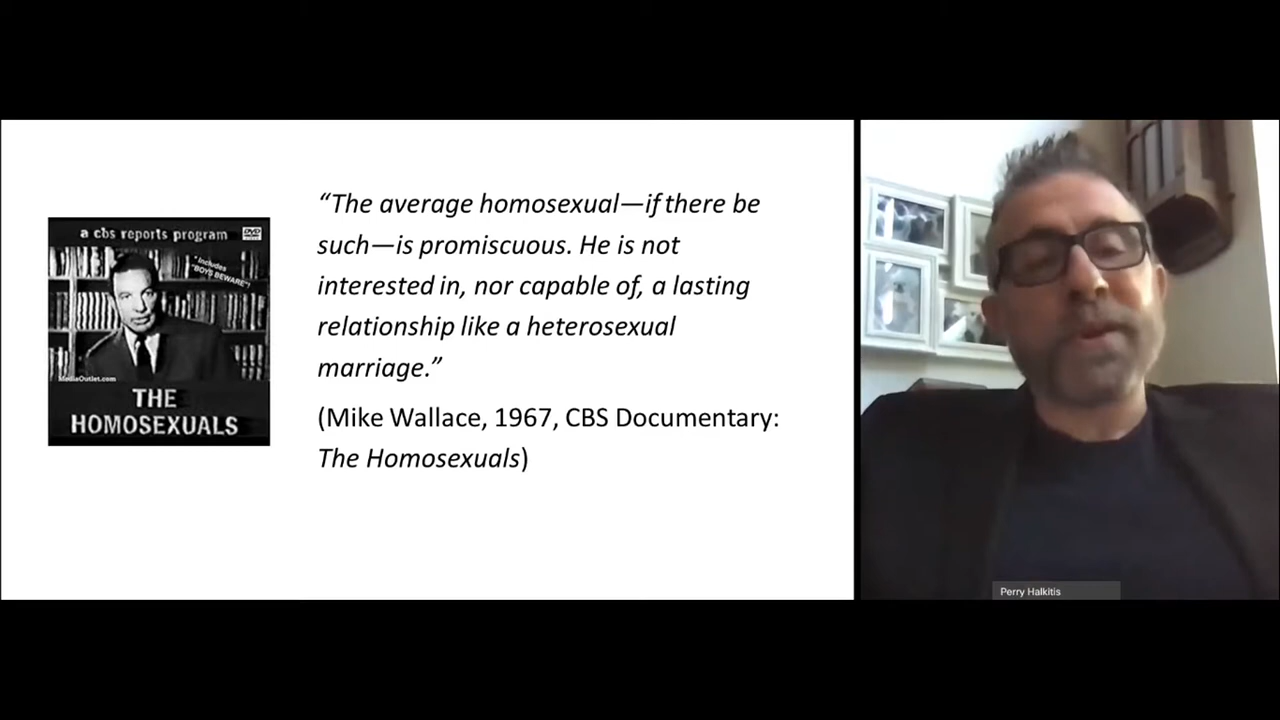 a cbs reports program
DVD
*Includes
"BOYS BEWARE"!
MediaOutlet.com
THE
HOMOSEXUALS
“The average homosexual—if there be
such—is promiscuous. He is not
interested in, nor capable of, a lasting
relationship like a heterosexual
marriage.”
(Mike Wallace, 1967, CBS Documentary:
The Homosexuals)
Perry Halkitis